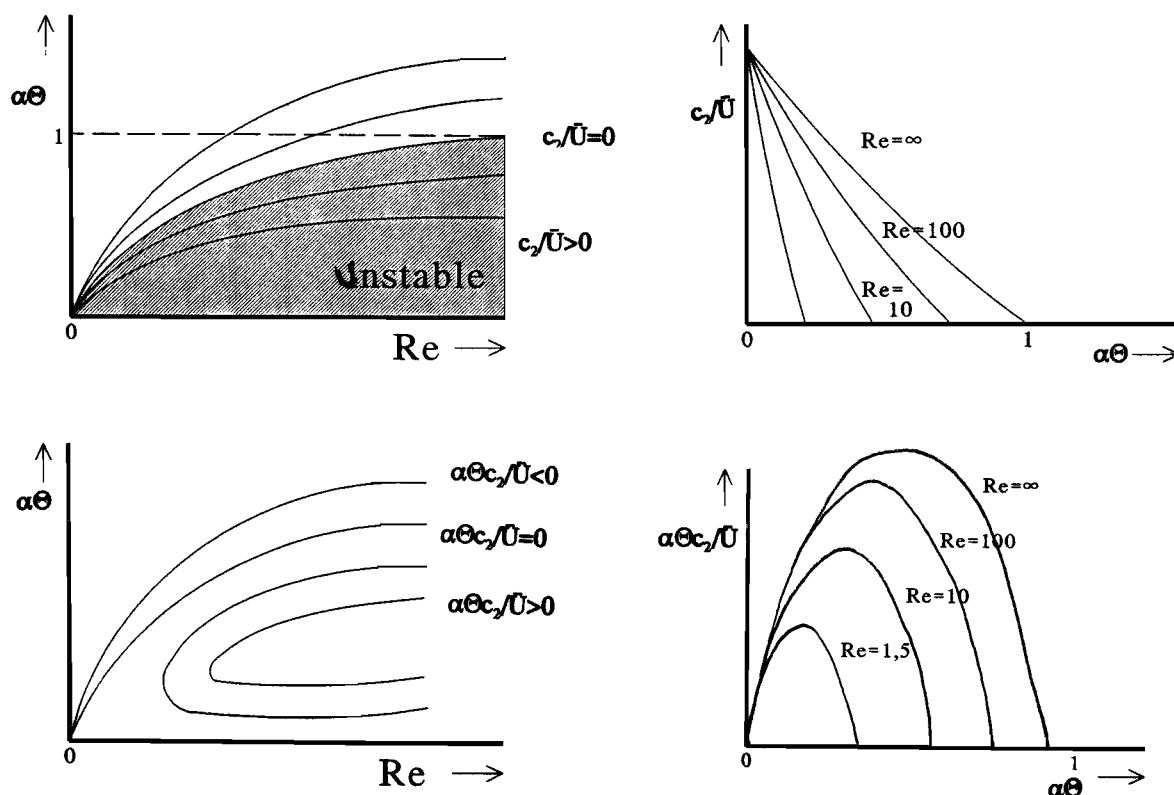 αΘ
1
c₂/Ū=0
c₂/Ū>0
Unstable
0
Re
c₂/Ū
Re=∞
Re=100
Re=
10
0
1
αΘ
αΘ
αΘc₂/Ū<0
αΘc₂/Ū=0
αΘc₂/Ū>0
0
Re
αΘc₂/Ū
Re=∞
Re=100
Re=10
Re=1,5
0
1
αΘ